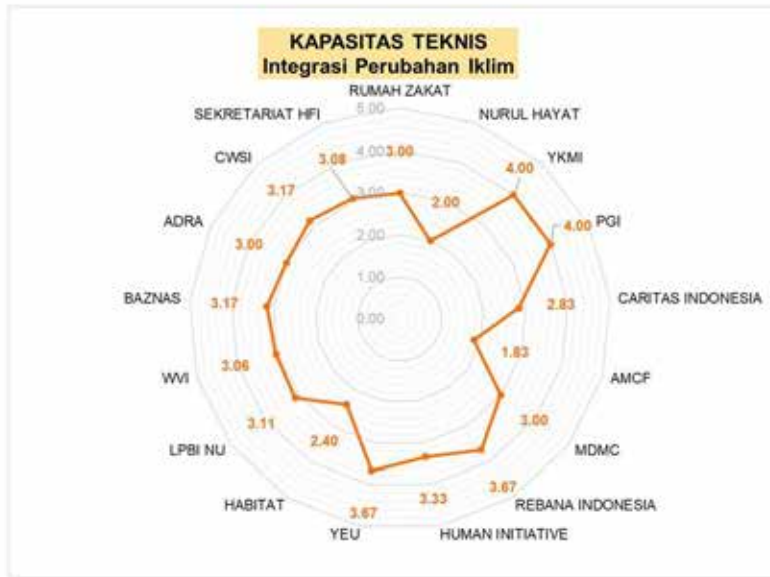 KAPASITAS TEKNIS
Integrasi Perubahan Iklim
RUMAH ZAKAT
NURUL HAYAT
YKMI
PGI
CARITAS INDONESIA
AMCF
MDMC
REBANA INDONESIA
HUMAN INITIATIVE
YEU
HABITAT
LPBI NU
WVI
BAZNAS
ADRA
CWSI
SEKRETARIAT HFI
5.00
4.00
3.00
2.00
1.00
0.00
3.00
2.00
4.00
4.00
2.83
1.83
3.00
3.67
3.33
3.67
2.40
3.11
3.06
3.17
3.00
3.17
3.08